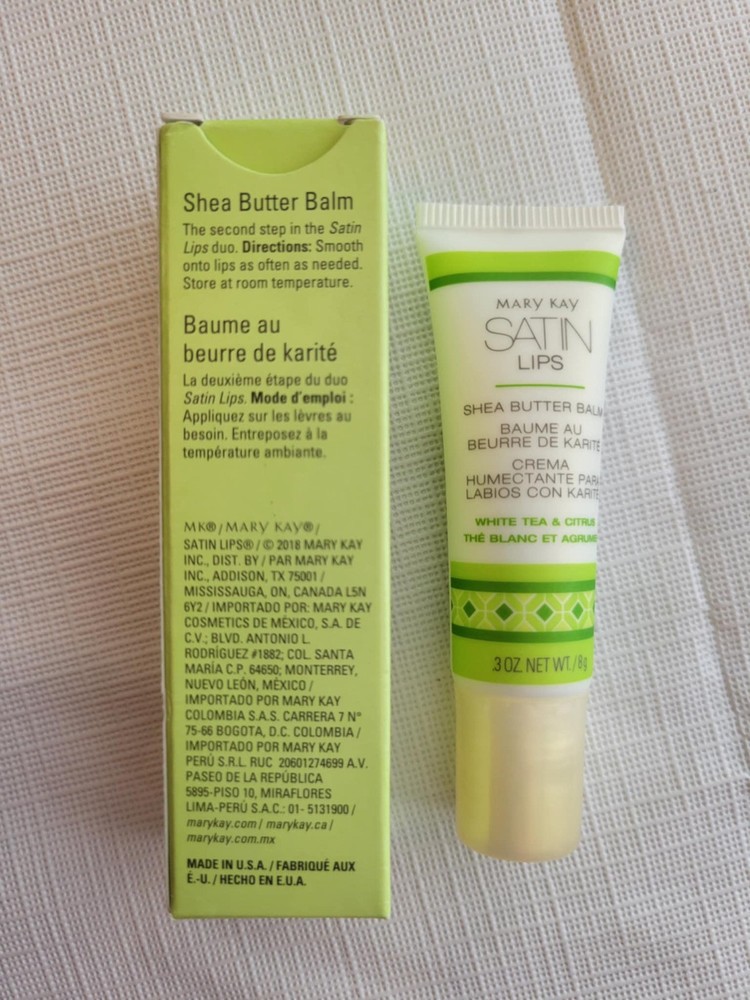 Shea Butter Balm
The second step in the Satin
Lips duo. Directions: Smooth
onto lips as often as needed.
Store at room temperature.
Baume au
beurre de karité
La deuxième étape du duo
Satin Lips. Mode d'emploi :
Appliquez sur les lèvres au
besoin. Entreposez à la
température ambiante.
MK® / MARY KAY® /
SATIN LIPS® / © 2018 MARY KAY
INC., DIST. BY / PAR MARY KAY
INC., ADDISON, TX 75001 /
MISSISSAUGA, ON, CANADA L5N
6Y2 / IMPORTADO POR: MARY KAY
COSMETICS DE MÉXICO, S.A. DE
C.V.; BLVD. ANTONIO L.
RODRÍGUEZ #1882; COL. SANTA
MARÍA C.P. 64650; MONTERREY,
NUEVO LEÓN, MÉXICO /
IMPORTADO POR MARY KAY
COLOMBIA S.A.S. CARRERA 7 N°
75-66 BOGOTA, D.C. COLOMBIA /
IMPORTADO POR MARY KAY
PERÚ S.R.L. RUC 20601274699 A.V.
PASEO DE LA REPÚBLICA
5895-PISO 10, MIRAFLORES
LIMA-PERÚ S.A.C.: 01- 5131900 /
marykay.com / marykay.ca /
marykay.com.mx
MADE IN U.S.A. / FABRIQUÉ AUX
É.-U. / HECHO EN E.U.A.
MARY KAY
SATIN
LIPS
SHEA BUTTER BALM
BAUME AU
BEURRE DE KARITÉ
CREMA
HUMECTANTE PARA
LABIOS CON KARITÉ
WHITE TEA & CITRUS
THÉ BLANC ET AGRUME
.3 OZ. NET WT. / 8 g